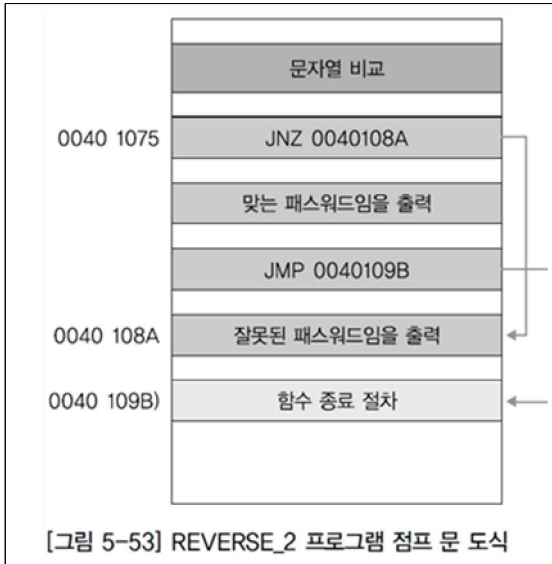 문자열 비교
0040 1075 JNZ 0040108A
맞는 패스워드임을 출력
JMP 0040109B
0040 108A 잘못된 패스워드임을 출력
0040 109B) 함수 종료 절차
[그림 5-53] REVERSE_2 프로그램 점프 문 도식